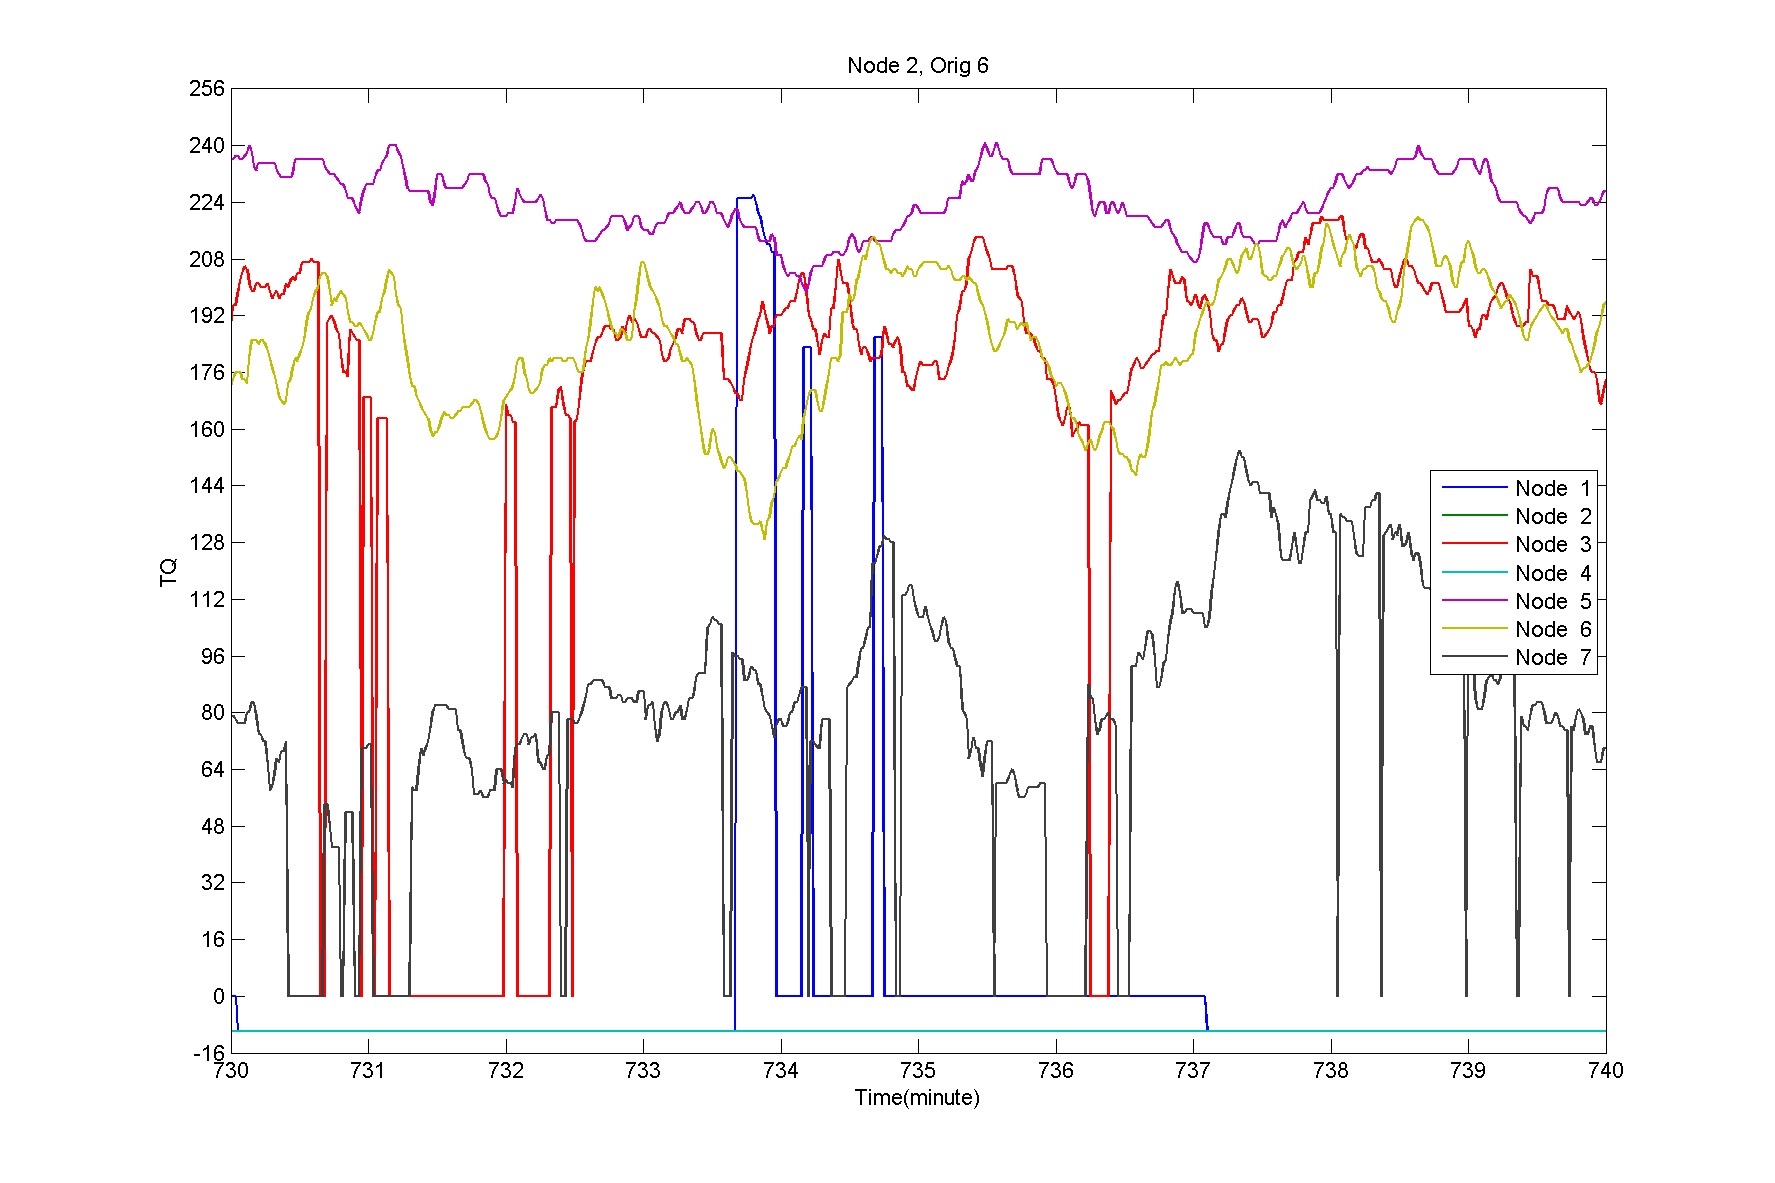 Node 2, Orig 6
256
240
224
208
192
176
160
144
128
112
96
80
64
48
32
16
0
-16
TQ
Node 1
Node 2
Node 3
Node 4
Node 5
Node 6
Node 7
730 731 732 733 734 735 736 737 738 739 740
Time(minute)